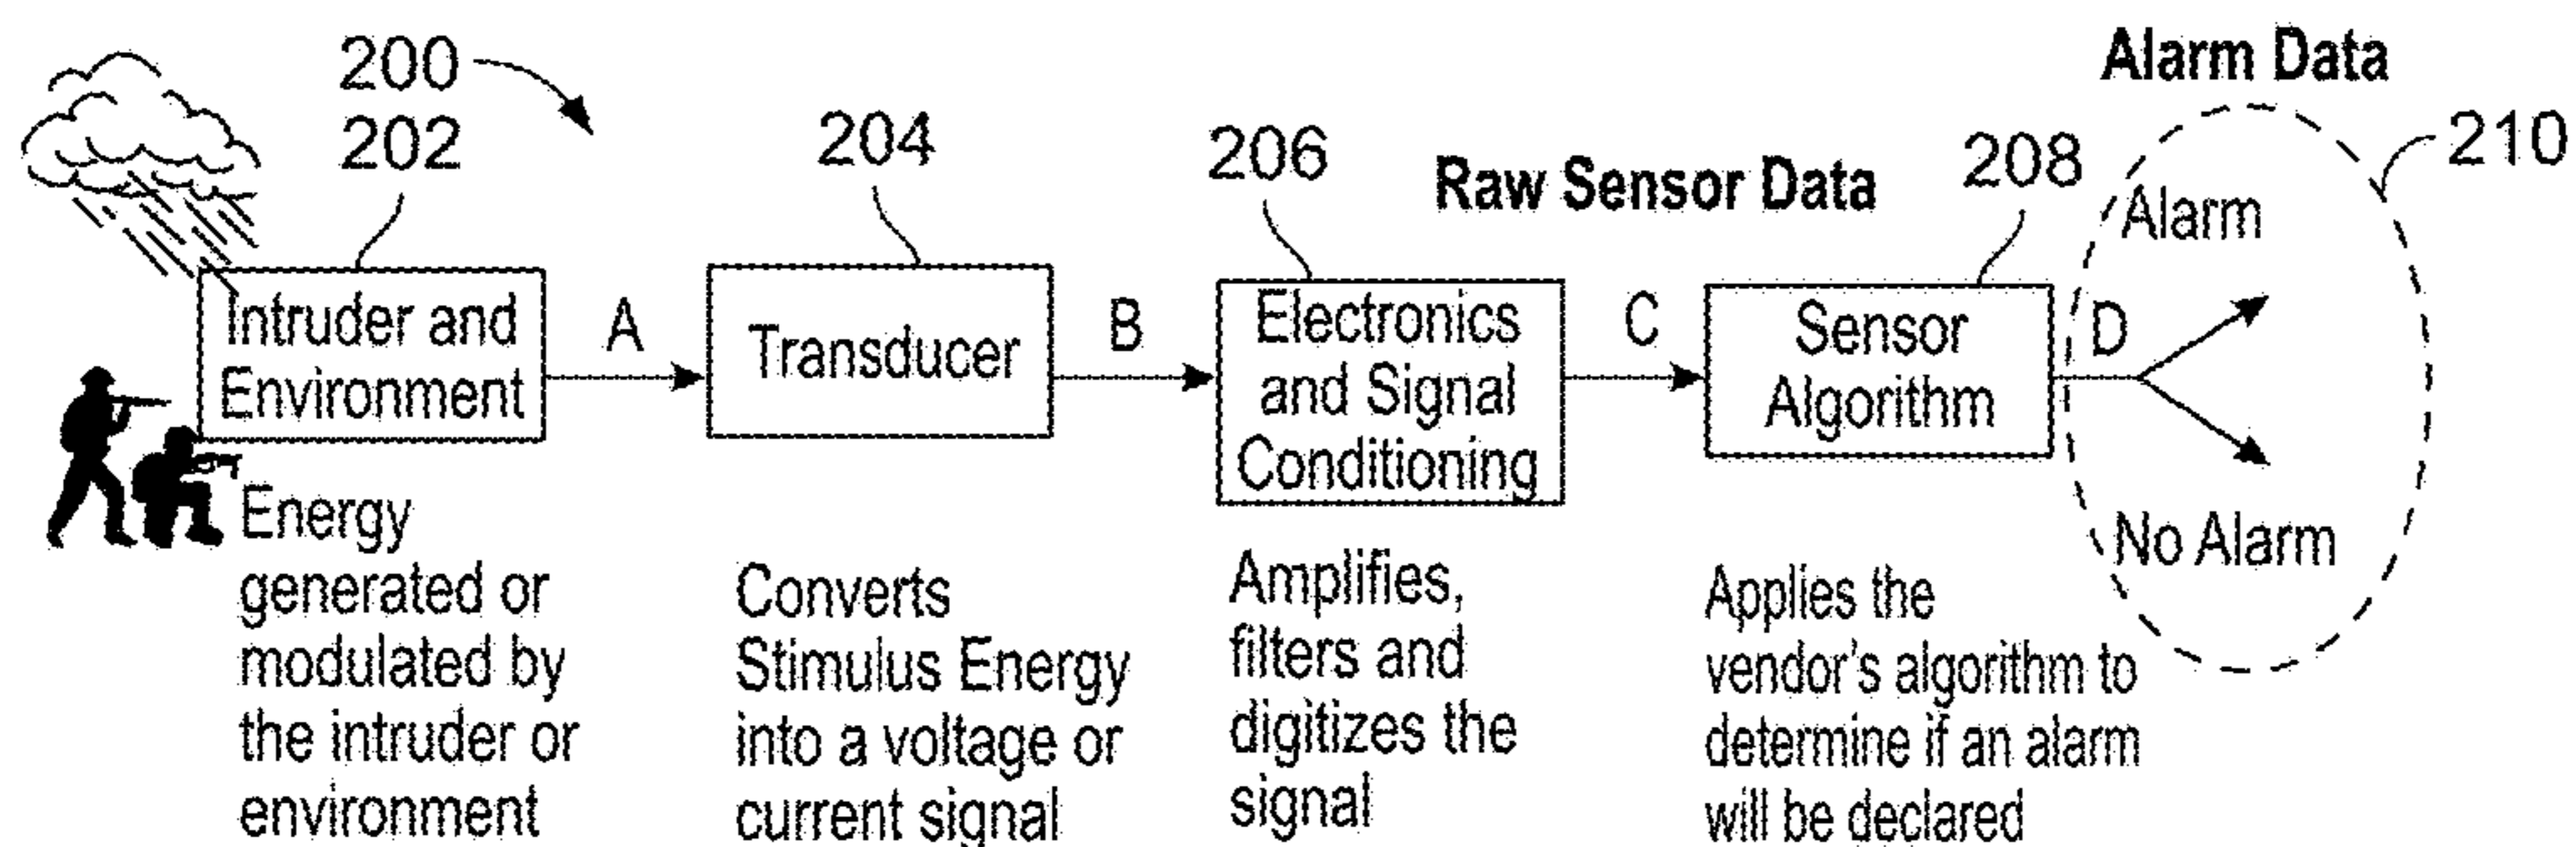 200
202
204
206
Raw Sensor Data
208
Alarm Data
210
Intruder and
Environment
A
Transducer
B
Electronics
and Signal
Conditioning
C
Sensor
Algorithm
D
Alarm
No Alarm
Energy
generated or
modulated by
the intruder or
environment
Converts
Stimulus Energy
into a voltage or
current signal
Amplifies,
filters and
digitizes the
signal
Applies the
vendor's algorithm to
determine if an alarm
will be declared